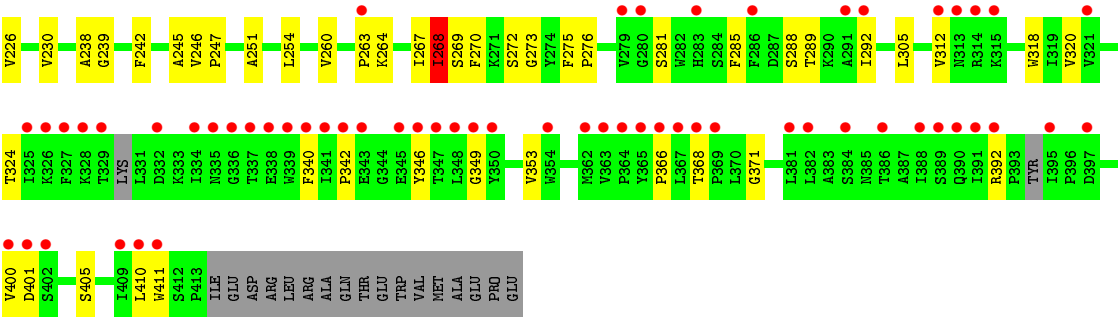 V226 V230 A238 G239 F242 A245 V246 P247 A251 L254 V260 P263 K264 I267 I268 S269 F270 K271 S272 G273 Y274 F275 P276 V279 G280 S281 W282 H283 S284 F285 F286 D287 S288 T289 K290 A291 I292 L305 V312 N313 R314 K315 W318 I319 V320 V321
T324 I325 K326 F327 K328 T329 LYS L331 D332 K333 I334 N335 G336 T337 E338 W339 F340 I341 P342 E343 G344 E345 Y346 T347 L348 G349 Y350 V353 W354 M362 V363 P364 Y365 P366 L367 T368 P369 L370 G371 L381 L382 A383 S384 N385 T386 A387 I388 S389 Q390 I391 R392 P393 TYR I395 P396 D397
V400 D401 S402 S405 I409 L410 W411 S412 P413 ILE GLU ASP ARG LEU ARG ALA GLN THR GLU TRP VAL MET ALA GLU PRO GLU